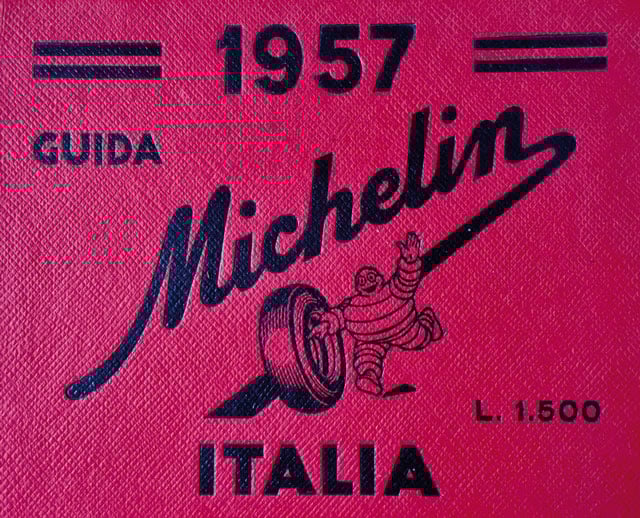 1957
GUIDA
Michelin
L. 1.500
ITALIA